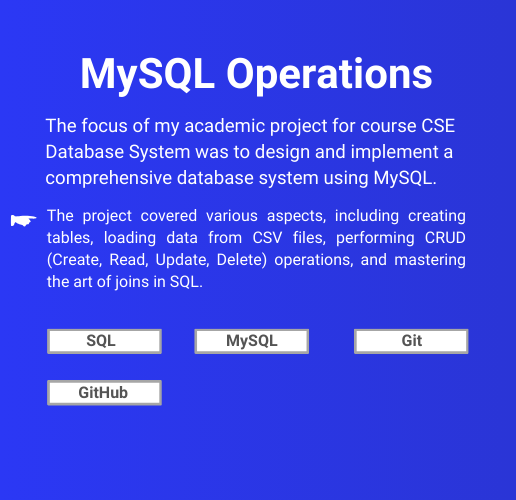 MySQL Operations
The focus of my academic project for course CSE
Database System was to design and implement a
comprehensive database system using MySQL.
The project covered various aspects, including creating
tables, loading data from CSV files, performing CRUD
(Create, Read, Update, Delete) operations, and mastering
the art of joins in SQL.
SQL
MySQL
Git
GitHub